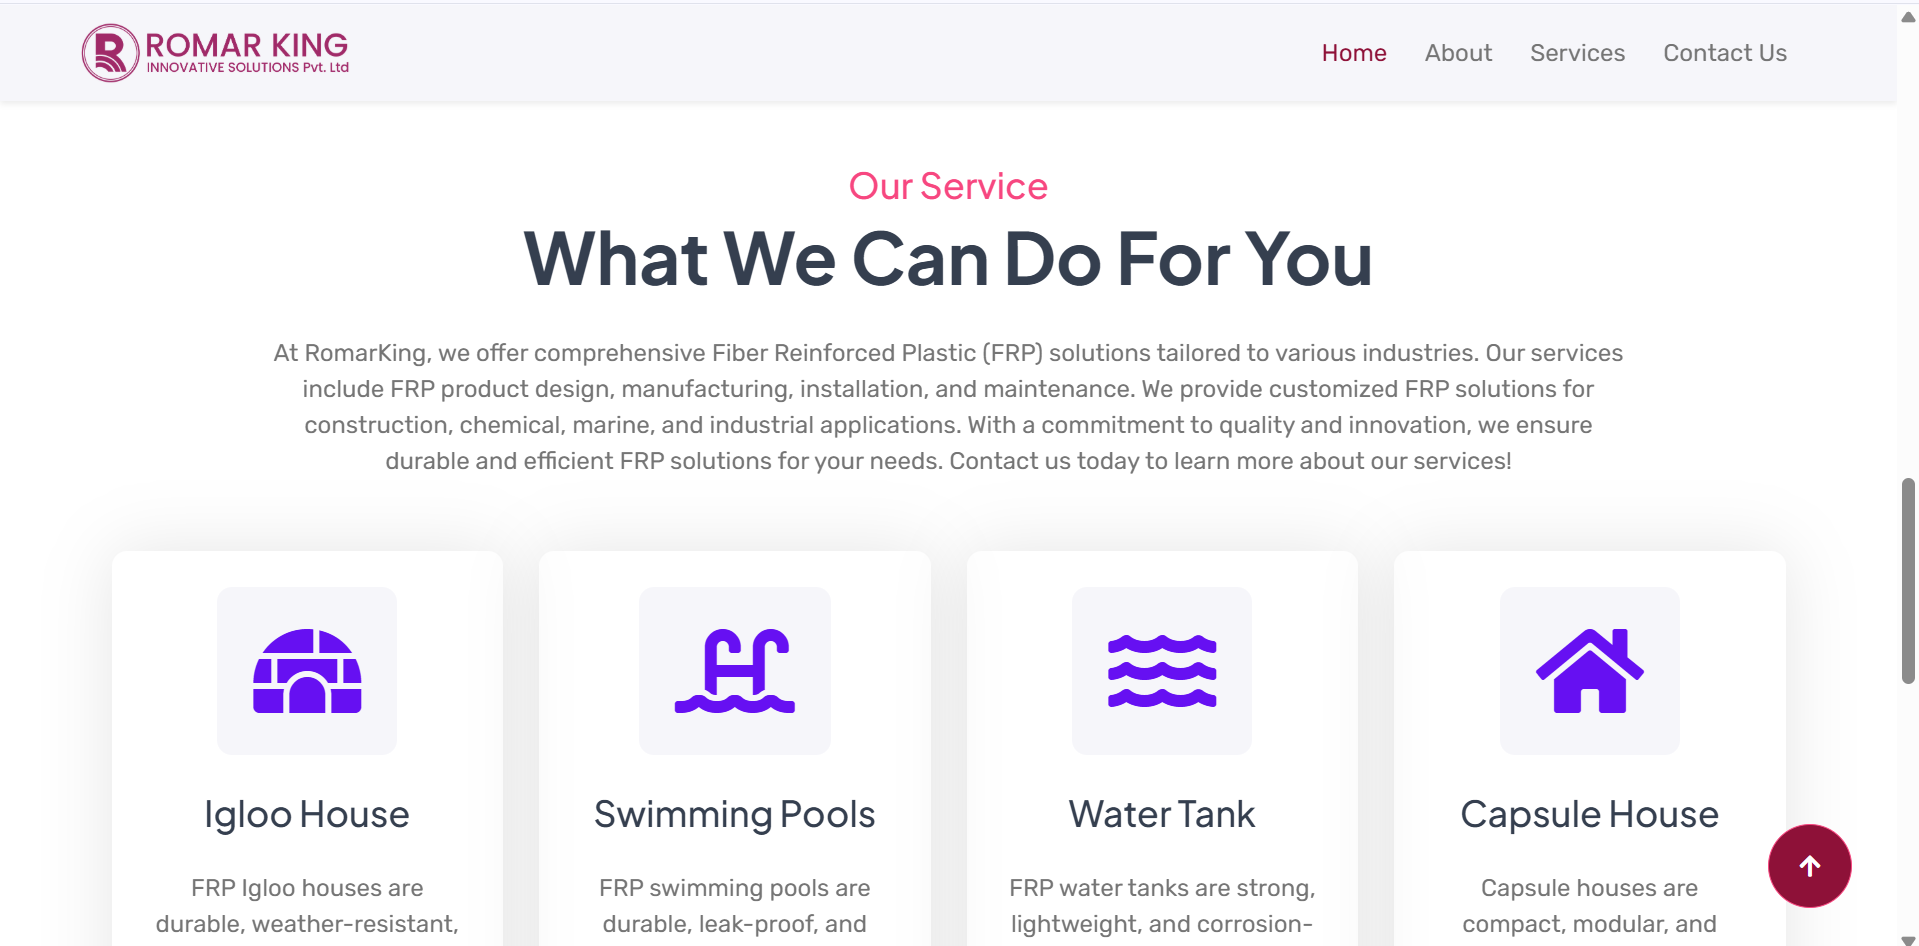 ROMAR KING
INNOVATIVE SOLUTIONS Pvt. Ltd
Home About Services Contact Us
Our Service
What We Can Do For You
At RomarKing, we offer comprehensive Fiber Reinforced Plastic (FRP) solutions tailored to various industries. Our services
include FRP product design, manufacturing, installation, and maintenance. We provide customized FRP solutions for
construction, chemical, marine, and industrial applications. With a commitment to quality and innovation, we ensure
durable and efficient FRP solutions for your needs. Contact us today to learn more about our services!
Igloo House
FRP Igloo houses are
durable, weather-resistant,
Swimming Pools
FRP swimming pools are
durable, leak-proof, and
Water Tank
FRP water tanks are strong,
lightweight, and corrosion-
Capsule House
Capsule houses are
compact, modular, and